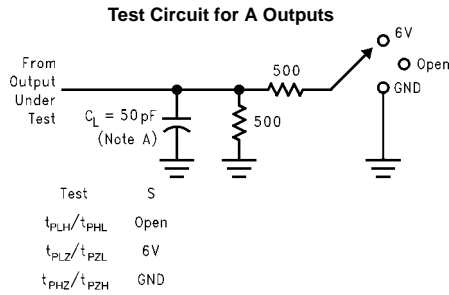 Test Circuit for A Outputs
6V
Open
GND
From
Output
Under
Test
500
C_L = 50 pF
(Note A)
500
Test S
t_PLH/t_PHL Open
t_PLZ/t_PZL 6V
t_PHZ/t_PZH GND